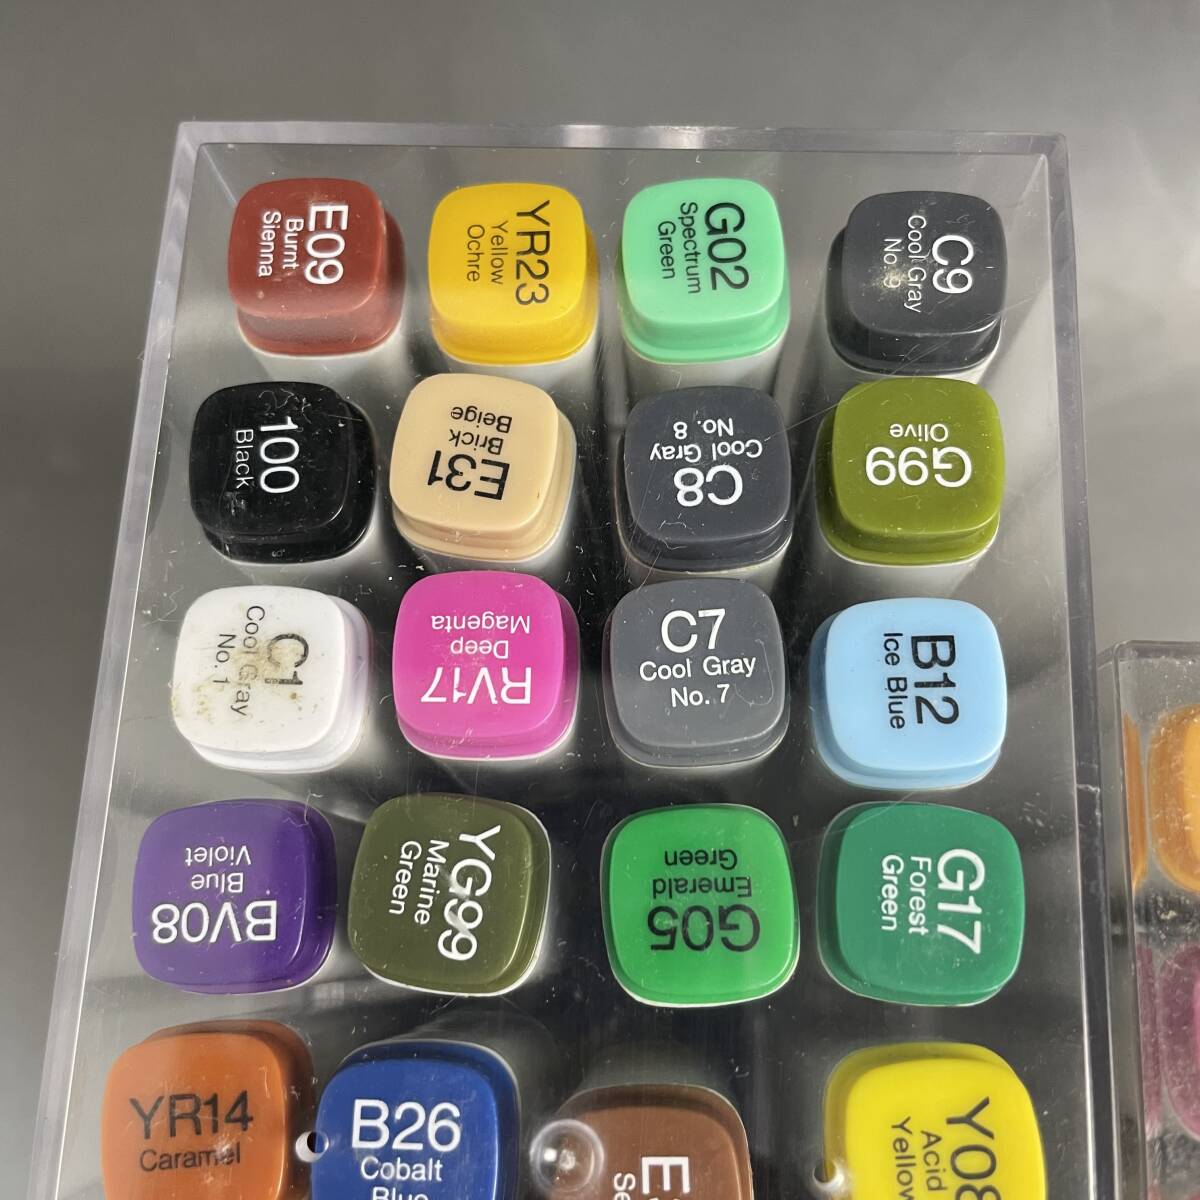 E09
Burnt
Sienna
YR23
Yellow
Ochre
G02
Spectrum
Green
C9
Cool Gray
No. 9
100
Black
E31
Brick
Beige
C8
Cool Gray
No. 8
G99
Olive
C1
Cool Gray
No. 1
RV17
Deep
Magenta
C7
Cool Gray
No. 7
B12
Ice Blue
BV08
Blue
Violet
YG99
Marine
Green
G05
Emerald
Green
G17
Forest
Green
YR14
Caramel
B26
Cobalt
Blue
Y08
Acid
Yellow